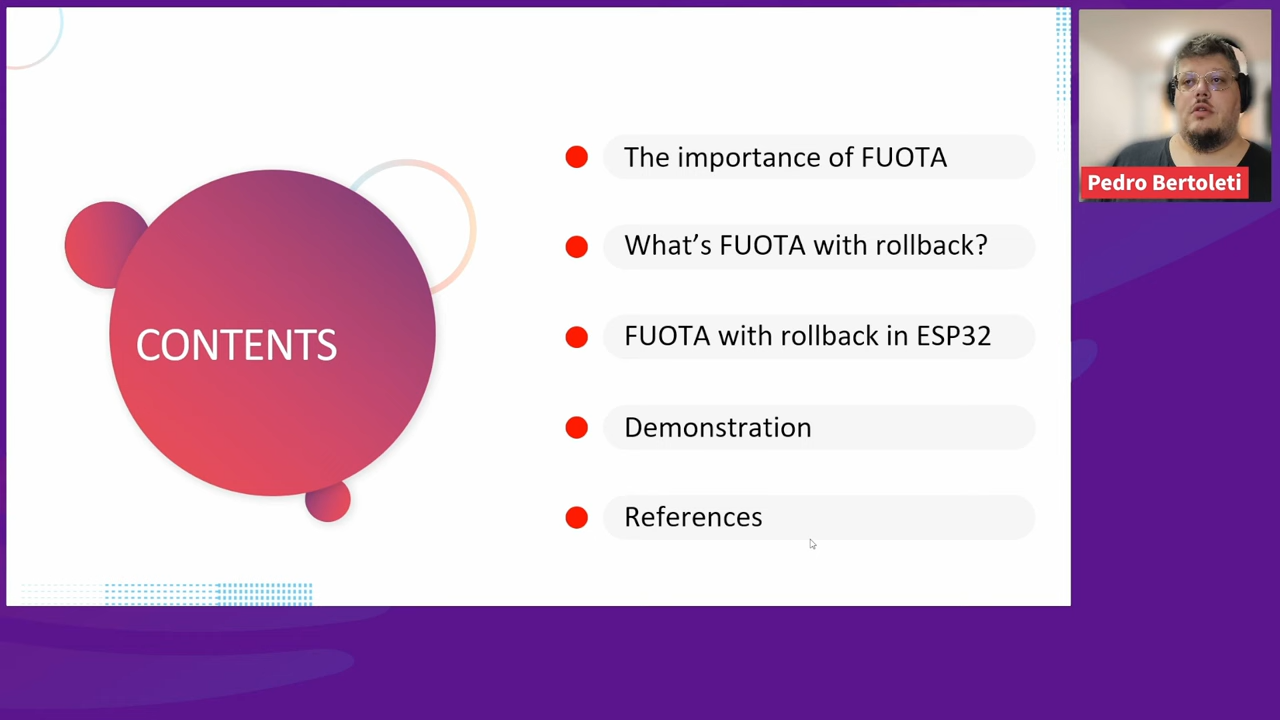 CONTENTS
The importance of FUOTA
What’s FUOTA with rollback?
FUOTA with rollback in ESP32
Demonstration
References
Pedro Bertoleti